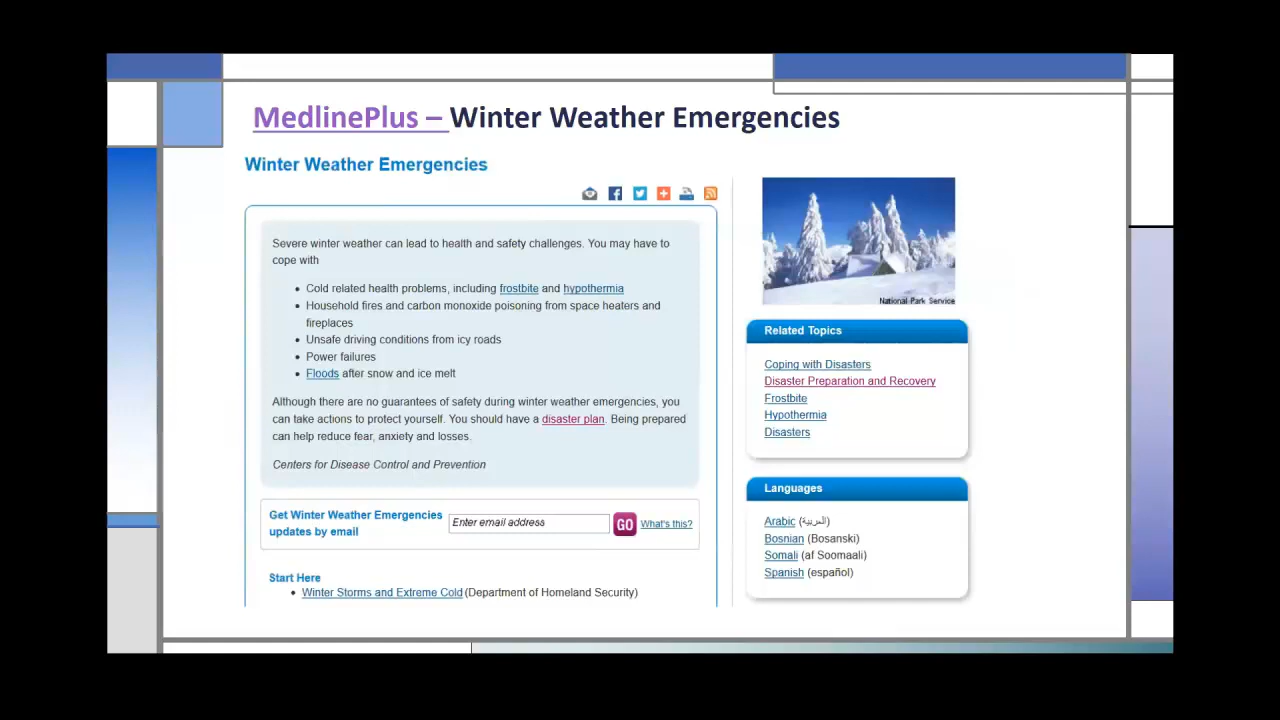 MedlinePlus – Winter Weather Emergencies
Winter Weather Emergencies
Severe winter weather can lead to health and safety challenges. You may have to
cope with
• Cold related health problems, including frostbite and hypothermia
• Household fires and carbon monoxide poisoning from space heaters and
fireplaces
• Unsafe driving conditions from icy roads
• Power failures
• Floods after snow and ice melt
Although there are no guarantees of safety during winter weather emergencies, you
can take actions to protect yourself. You should have a disaster plan. Being prepared
can help reduce fear, anxiety and losses.
Centers for Disease Control and Prevention
Get Winter Weather Emergencies
updates by email
Enter email address
GO
What's this?
Start Here
• Winter Storms and Extreme Cold (Department of Homeland Security)
National Park Service
Related Topics
Coping with Disasters
Disaster Preparation and Recovery
Frostbite
Hypothermia
Disasters
Languages
Arabic (العربية)
Bosnian (Bosanski)
Somali (af Soomaali)
Spanish (español)